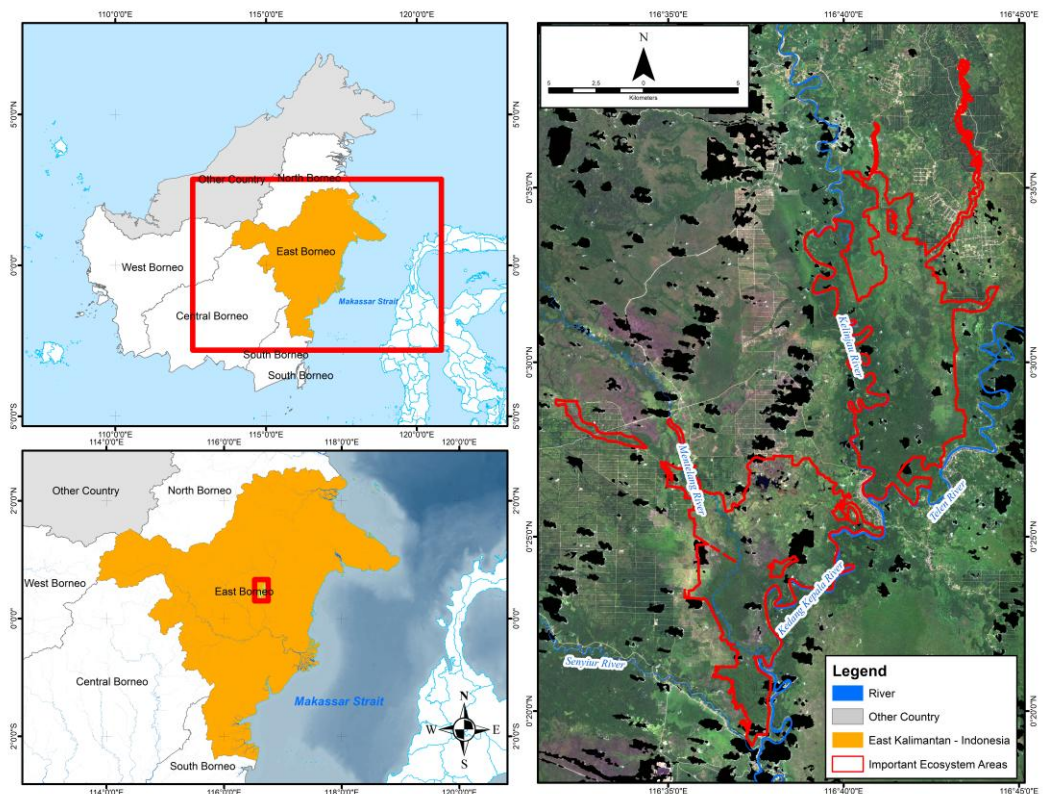 110°0'0"E
115°0'0"E
120°0'0"E
5°0'0"N
0°0'0"
5°0'0"S
5°0'0"N
0°0'0"
5°0'0"S
Other Country
North Borneo
East Borneo
West Borneo
Makassar Strait
Central Borneo
South Borneo
South Borneo
110°0'0"E
115°0'0"E
120°0'0"E
114°0'0"E
116°0'0"E
118°0'0"E
120°0'0"E
2°0'0"N
0°0'0"
2°0'0"S
2°0'0"N
0°0'0"
2°0'0"S
Other Country
North Borneo
West Borneo
East Borneo
Central Borneo
Makassar Strait
South Borneo
N
W
E
S
114°0'0"E
116°0'0"E
118°0'0"E
120°0'0"E
116°35'0"E
116°40'0"E
116°45'0"E
N
5
2.5
0
5
Kilometers
0°35'0"N
0°30'0"N
0°25'0"N
0°20'0"N
0°35'0"N
0°30'0"N
0°25'0"N
0°20'0"N
Kelinjau River
Mentelang River
Telen River
Kedang Kepala River
Senyiur River
Legend
River
Other Country
East Kalimantan - Indonesia
Important Ecosystem Areas
116°35'0"E
116°40'0"E
116°45'0"E